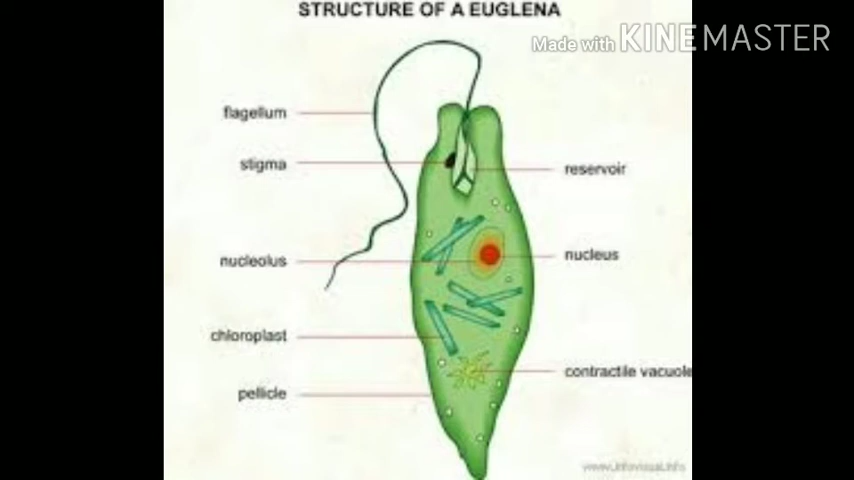 STRUCTURE OF A EUGLENA
Made with KINEMASTER
flagellum
stigma
reservoir
nucleolus
nucleus
chloroplast
contractile vacuole
pellicle
www.infovisual.info